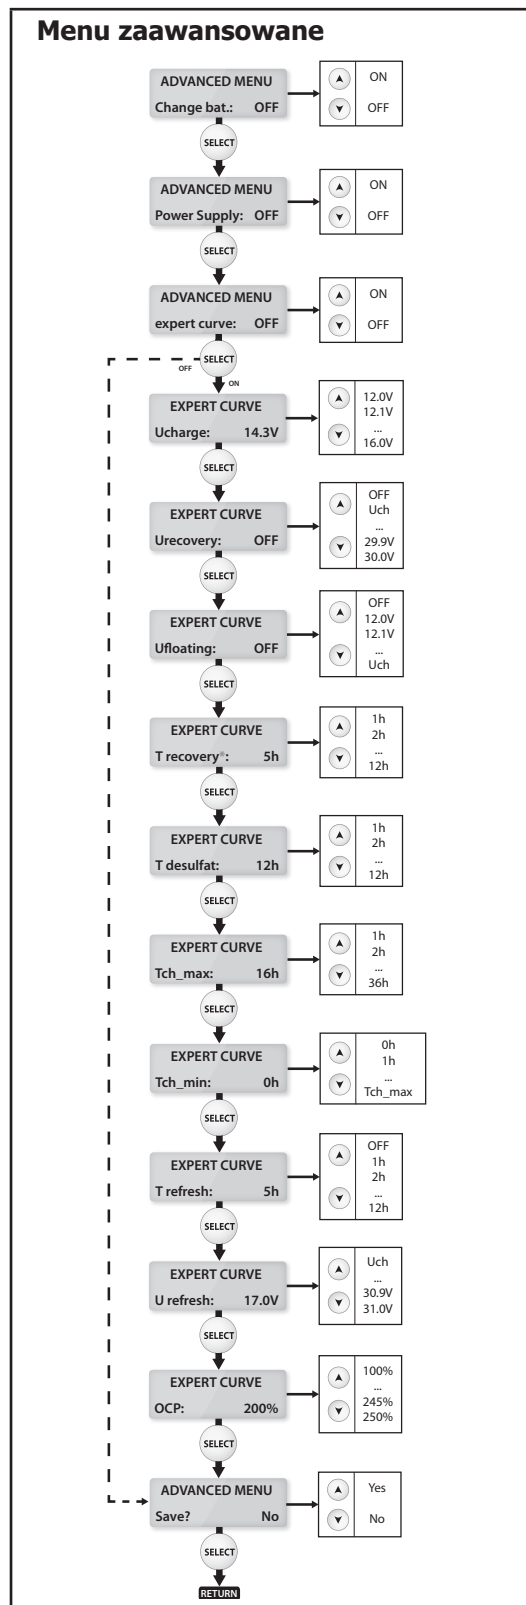 Menu zaawansowane
ADVANCED MENU
Change bat.: OFF
ON
OFF
SELECT
ADVANCED MENU
Power Supply: OFF
ON
OFF
SELECT
ADVANCED MENU
expert curve: OFF
ON
OFF
SELECT
OFF
ON
EXPERT CURVE
Ucharge: 14.3V
12.0V
12.1V
...
16.0V
SELECT
EXPERT CURVE
Urecovery: OFF
OFF
Uch
...
29.9V
30.0V
SELECT
EXPERT CURVE
Ufloating: OFF
OFF
12.0V
12.1V
...
Uch
SELECT
EXPERT CURVE
T recovery°: 5h
1h
2h
...
12h
SELECT
EXPERT CURVE
T desulfat: 12h
1h
2h
...
12h
SELECT
EXPERT CURVE
Tch_max: 16h
1h
2h
...
36h
SELECT
EXPERT CURVE
Tch_min: 0h
0h
1h
...
Tch_max
SELECT
EXPERT CURVE
T refresh: 5h
OFF
1h
2h
...
12h
SELECT
EXPERT CURVE
U refresh: 17.0V
Uch
...
30.9V
31.0V
SELECT
EXPERT CURVE
OCP: 200%
100%
...
245%
250%
SELECT
ADVANCED MENU
Save? No
Yes
No
SELECT
RETURN